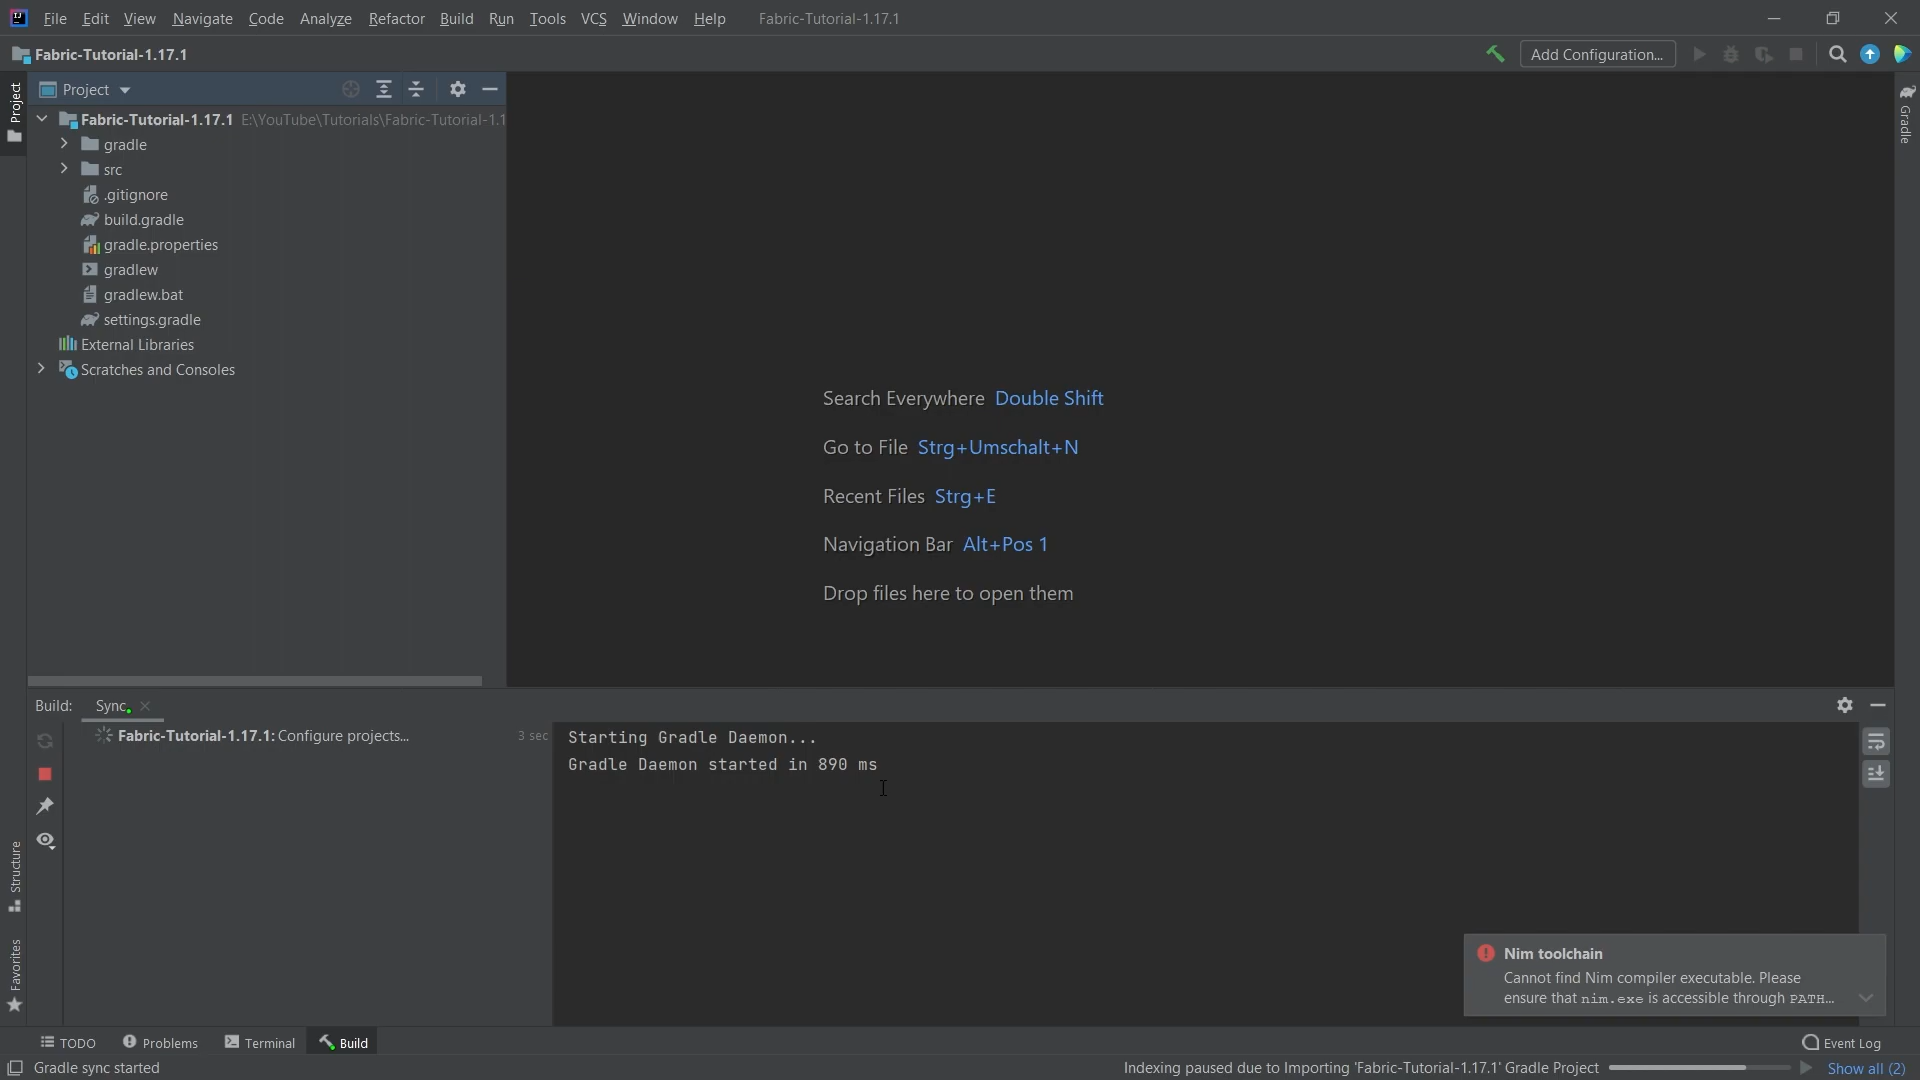 File Edit View Navigate Code Analyze Refactor Build Run Tools VCS Window Help Fabric-Tutorial-1.17.1
Fabric-Tutorial-1.17.1
Add Configuration...
Project
Project
Gradle
Fabric-Tutorial-1.17.1 E:\YouTube\Tutorials\Fabric-Tutorial-1.1
gradle
src
.gitignore
build.gradle
gradle.properties
gradlew
gradlew.bat
settings.gradle
External Libraries
Scratches and Consoles
Search Everywhere Double Shift
Go to File Strg+Umschalt+N
Recent Files Strg+E
Navigation Bar Alt+Pos 1
Drop files here to open them
Build: Sync
Fabric-Tutorial-1.17.1: Configure projects... 3 sec
Starting Gradle Daemon...
Gradle Daemon started in 890 ms
Structure
Favorites
Nim toolchain
Cannot find Nim compiler executable. Please
ensure that nim.exe is accessible through PATH...
TODO Problems Terminal Build Event Log
Gradle sync started Indexing paused due to Importing 'Fabric-Tutorial-1.17.1' Gradle Project Show all (2)